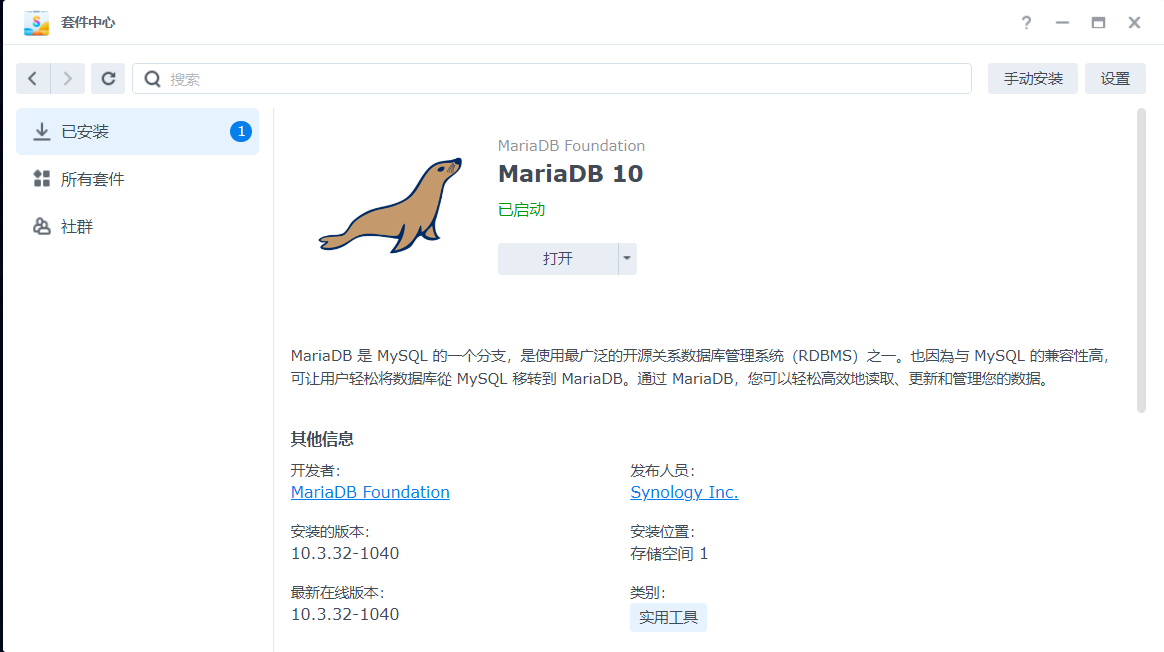 套件中心
搜索
手动安装
设置
已安装
1
所有套件
社群
MariaDB Foundation
MariaDB 10
已启动
打开
MariaDB 是 MySQL 的一个分支，是使用最广泛的开源关系数据库管理系统（RDBMS）之一。也因為与 MySQL 的兼容性高，
可让用户轻松将数据库從 MySQL 移转到 MariaDB。通过 MariaDB，您可以轻松高效地读取、更新和管理您的数据。
其他信息
开发者:
MariaDB Foundation
发布人员:
Synology Inc.
安装的版本:
10.3.32-1040
安装位置:
存储空间 1
最新在线版本:
10.3.32-1040
类别:
实用工具